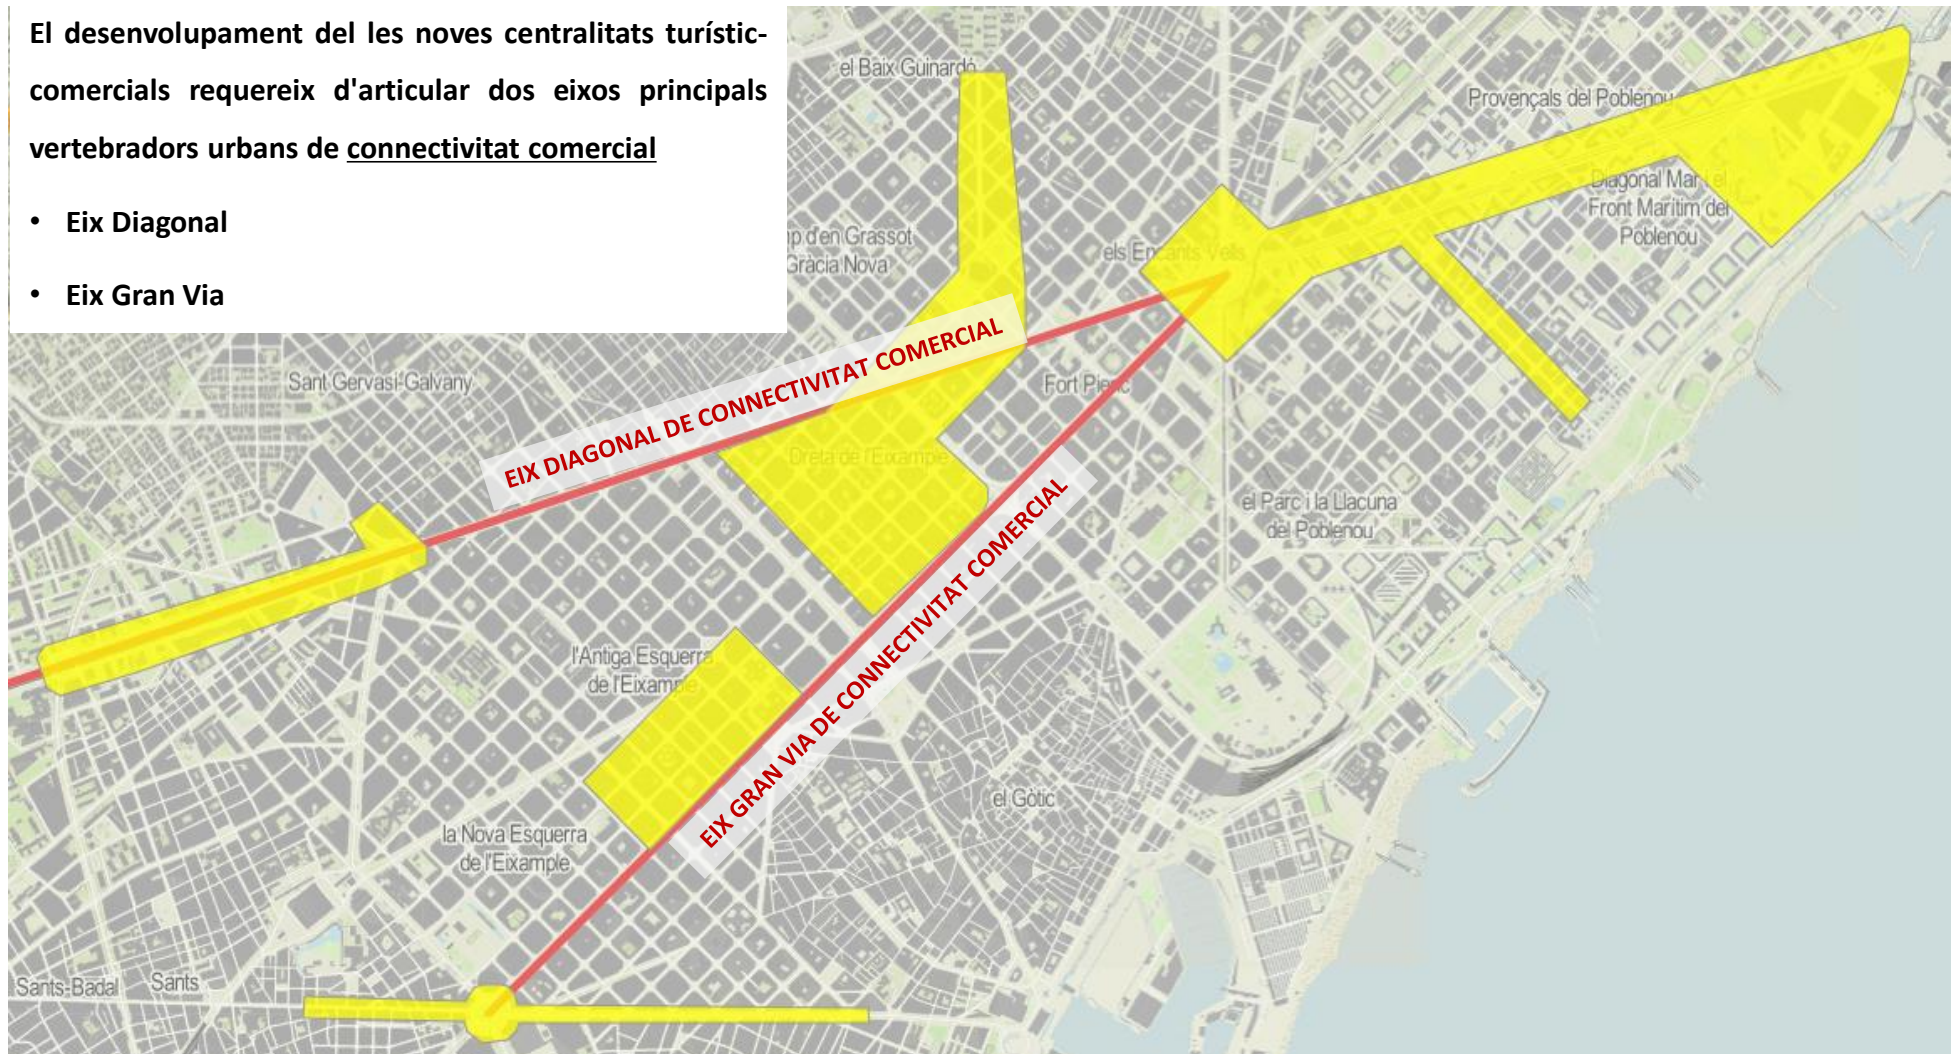 El desenvolupament del les noves centralitats turístic-
comercials requereix d'articular dos eixos principals
vertebradors urbans de connectivitat comercial
• Eix Diagonal
• Eix Gran Via
el Baix Guinardó
Provençals del Poblenou
Diagonal Mar i el
Front Marítim del
Poblenou
p d'en Grassot
Gràcia Nova
els Encants Vells
EIX DIAGONAL DE CONNECTIVITAT COMERCIAL
Sant Gervasi-Galvany
Fort Pienc
Dreta de l'Eixample
el Parc i la Llacuna
del Poblenou
EIX GRAN VIA DE CONNECTIVITAT COMERCIAL
l'Antiga Esquerra
de l'Eixample
el Gòtic
la Nova Esquerra
de l'Eixample
Sants-Badal
Sants